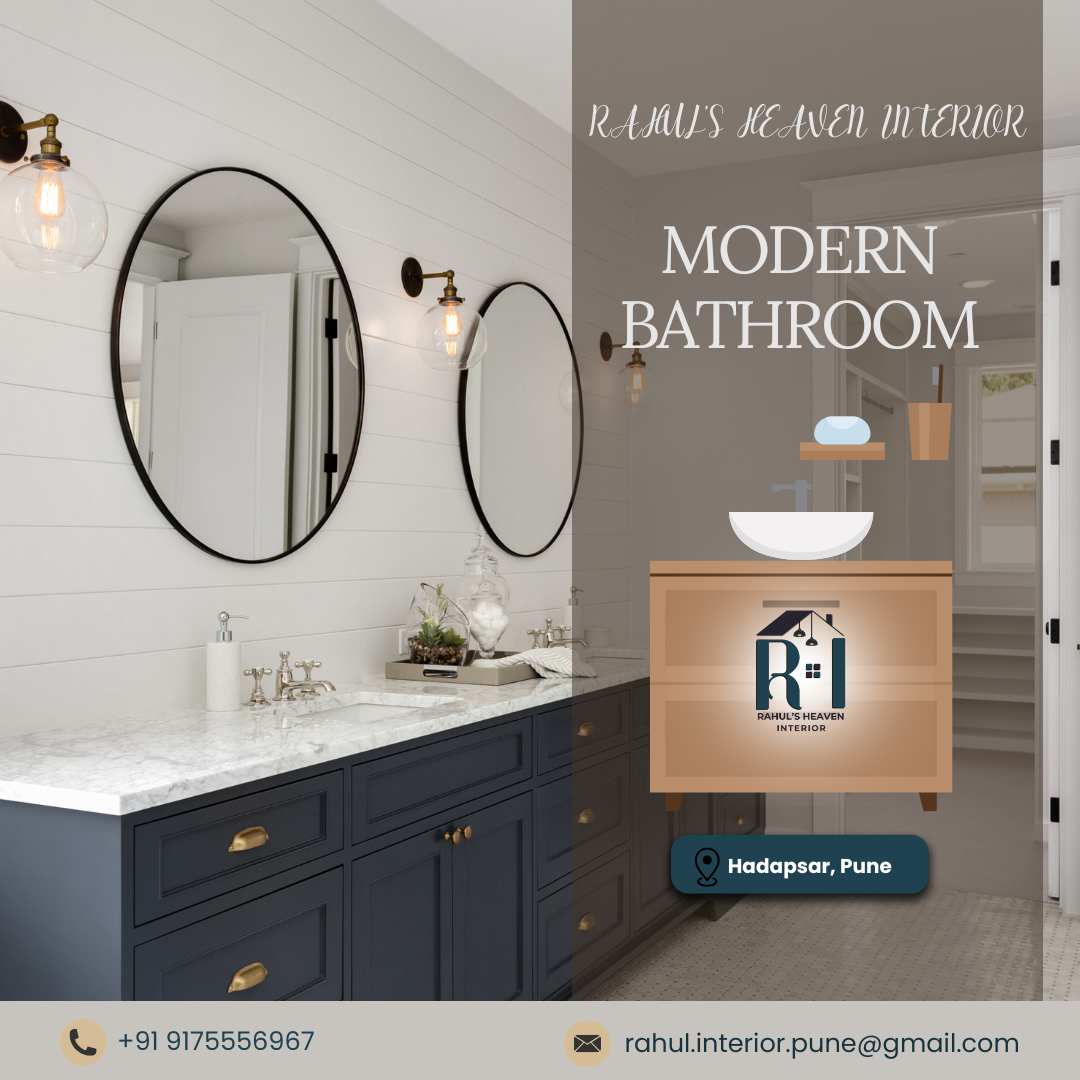 RAHUL'S HEAVEN INTERIOR
MODERN
BATHROOM
RAHUL'S HEAVEN
INTERIOR
Hadapsar, Pune
+91 9175556967
rahul.interior.pune@gmail.com